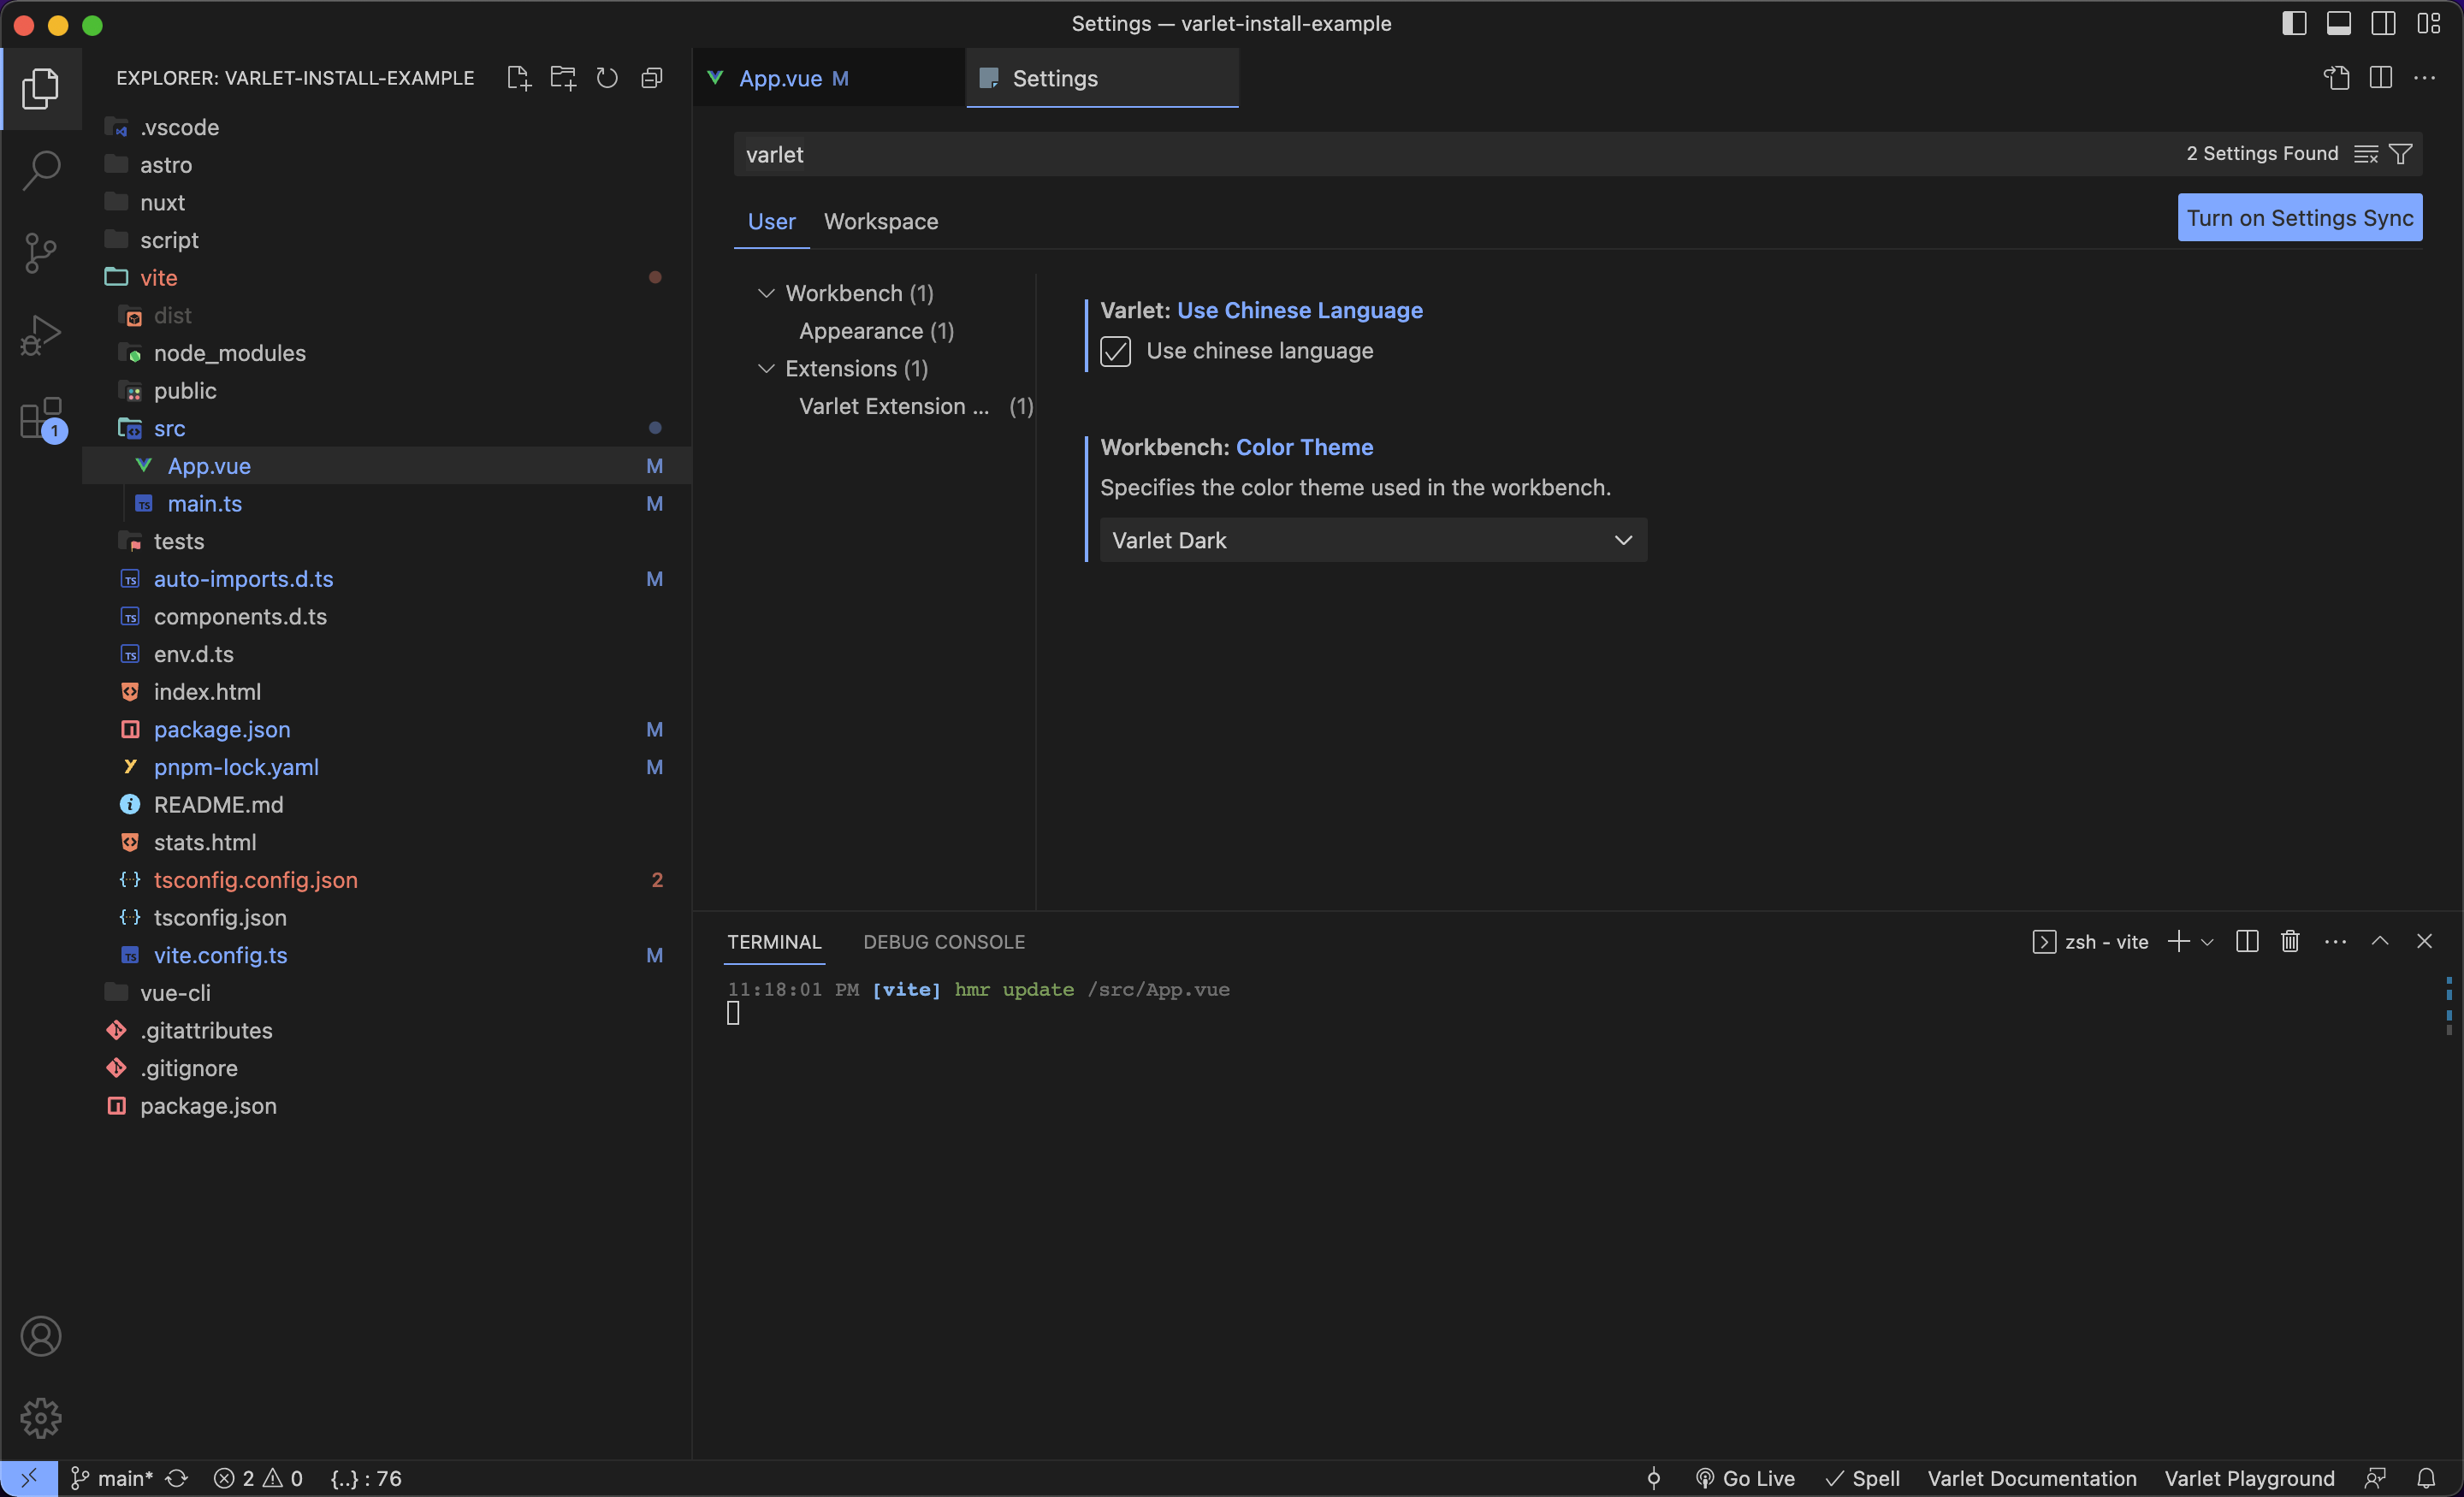 Settings — varlet-install-example
EXPLORER: VARLET-INSTALL-EXAMPLE
.vscode
astro
nuxt
script
vite
dist
node_modules
public
src
App.vue M
main.ts M
tests
auto-imports.d.ts M
components.d.ts
env.d.ts
index.html
package.json M
pnpm-lock.yaml M
README.md
stats.html
tsconfig.config.json 2
tsconfig.json
vite.config.ts M
vue-cli
.gitattributes
.gitignore
package.json
1
App.vue M
Settings
varlet
2 Settings Found
User
Workspace
Turn on Settings Sync
Workbench (1)
Appearance (1)
Extensions (1)
Varlet Extension ... (1)
Varlet: Use Chinese Language
Use chinese language
Workbench: Color Theme
Specifies the color theme used in the workbench.
Varlet Dark
TERMINAL
DEBUG CONSOLE
zsh - vite
11:18:01 PM [vite] hmr update /src/App.vue
main*
2
0
{..} : 76
Go Live
Spell
Varlet Documentation
Varlet Playground